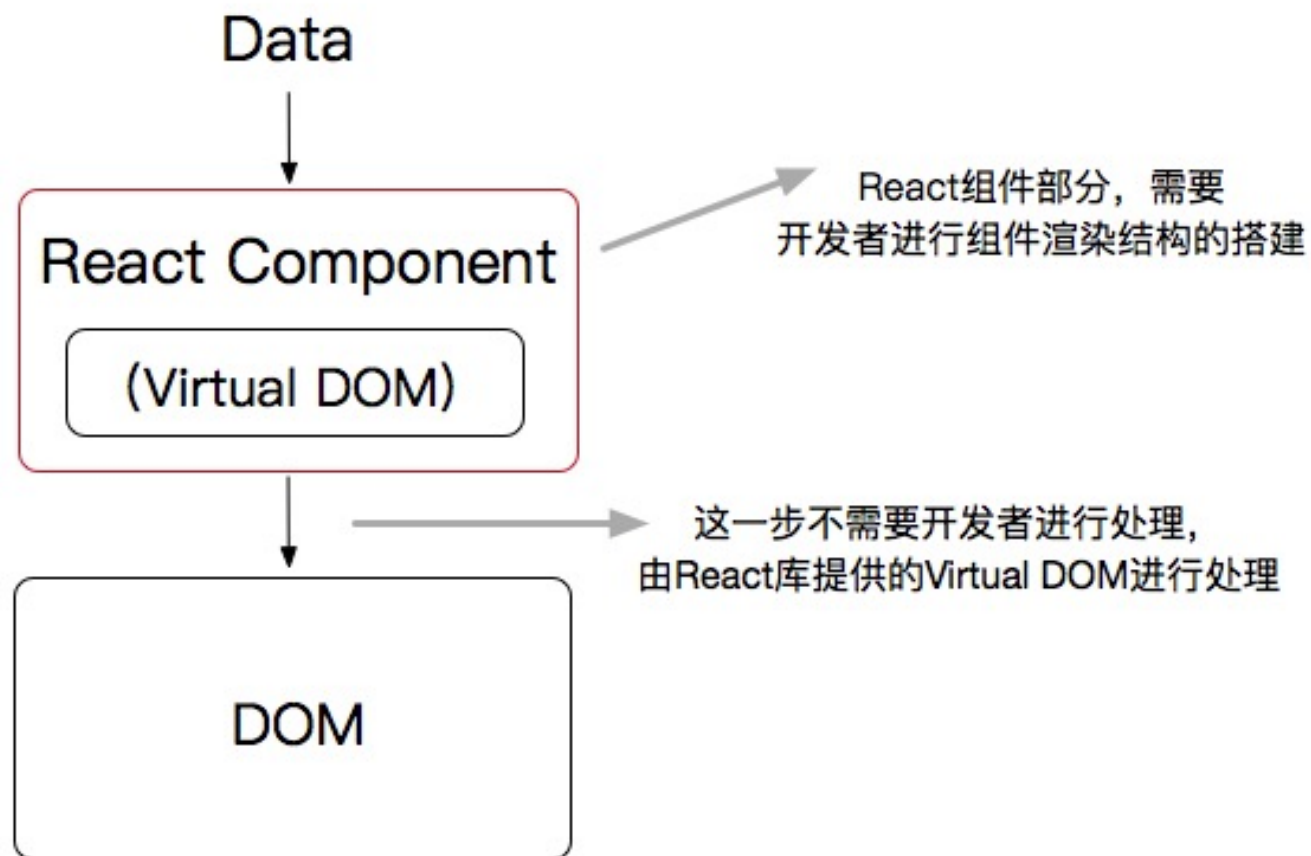 Data
React Component
(Virtual DOM)
React组件部分，需要
开发者进行组件渲染结构的搭建
这一步不需要开发者进行处理，
由React库提供的Virtual DOM进行处理
DOM